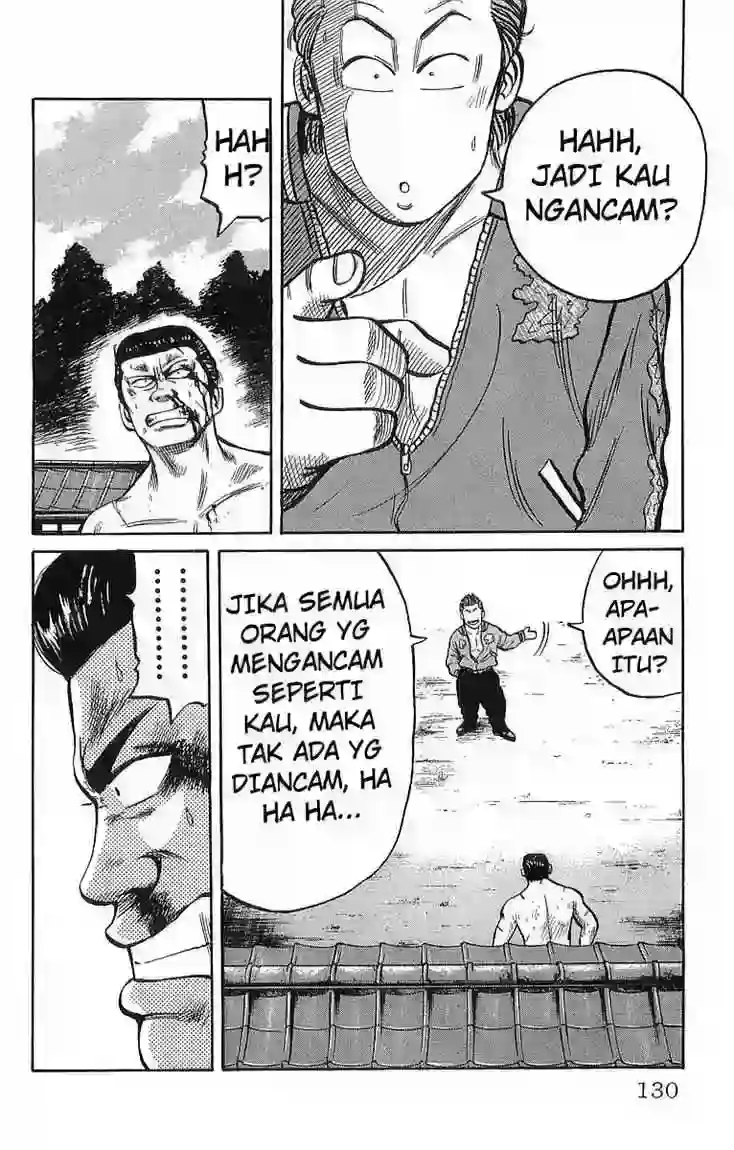 HAHH,
JADI KAU
NGANCAM?
HAH
H?
OHHH,
APA-
APAAN
ITU?
JIKA SEMUA
ORANG YG
MENGANCAM
SEPERTI
KAU, MAKA
TAK ADA YG
DIANCAM, HA
HA HA...
.........
.........
130